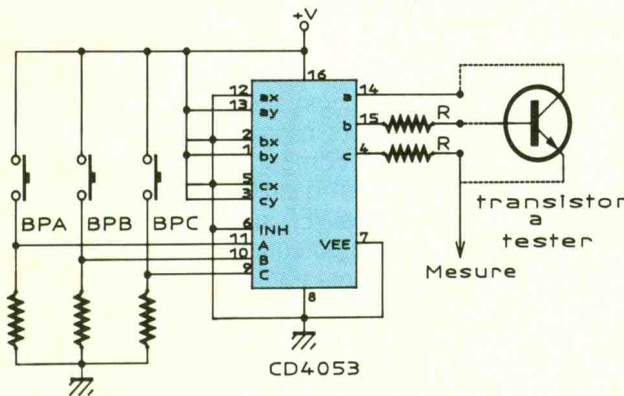 +V
16
12 ax a 14
13 ay
b 15 R
2 bx
1 by c 4 R
5 cx
3 cy
transistor
a
tester
BPA BPB BPC
6 INH
11 A VEE 7
10 B
9 C
Mesure
8
CD4053